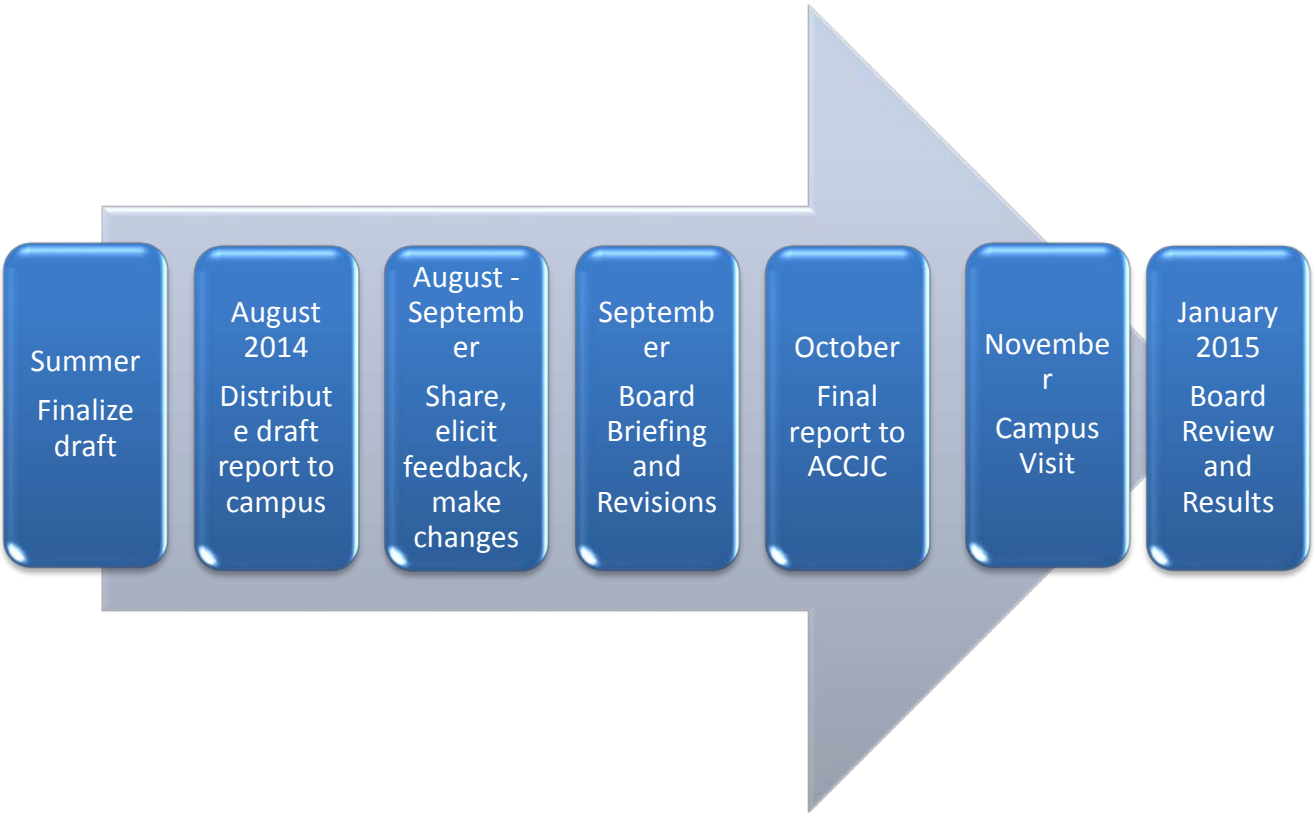 Summer
Finalize
draft
August
2014
Distribut
e draft
report to
campus
August -
Septemb
er
Share,
elicit
feedback,
make
changes
Septemb
er
Board
Briefing
and
Revisions
October
Final
report to
ACCJC
Novembe
r
Campus
Visit
January
2015
Board
Review
and
Results